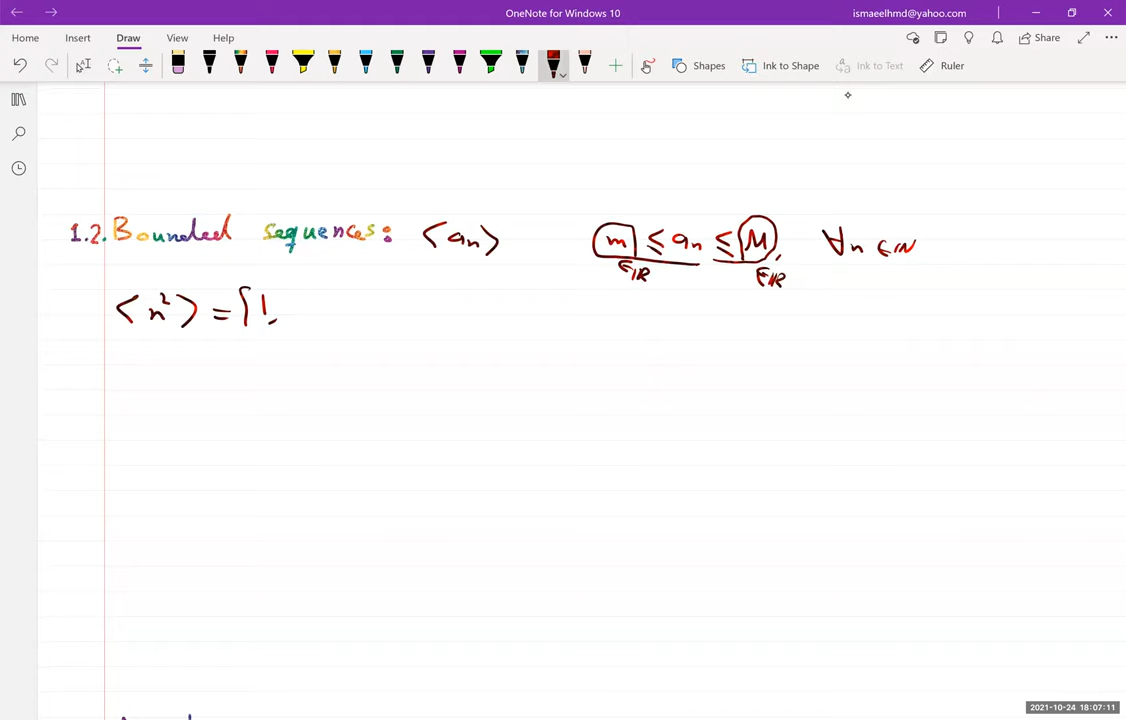 OneNote for Windows 10
ismaeelhmd@yahoo.com
Home Insert Draw View Help
Share
Shapes Ink to Shape Ink to Text Ruler
1.2. Bounded sequences: <aₙ> m ≤ aₙ ≤ M, ∀n ∈ ℕ
∈ℝ ∈ℝ
<n²> = {1,
2021-10-24 18:07:11